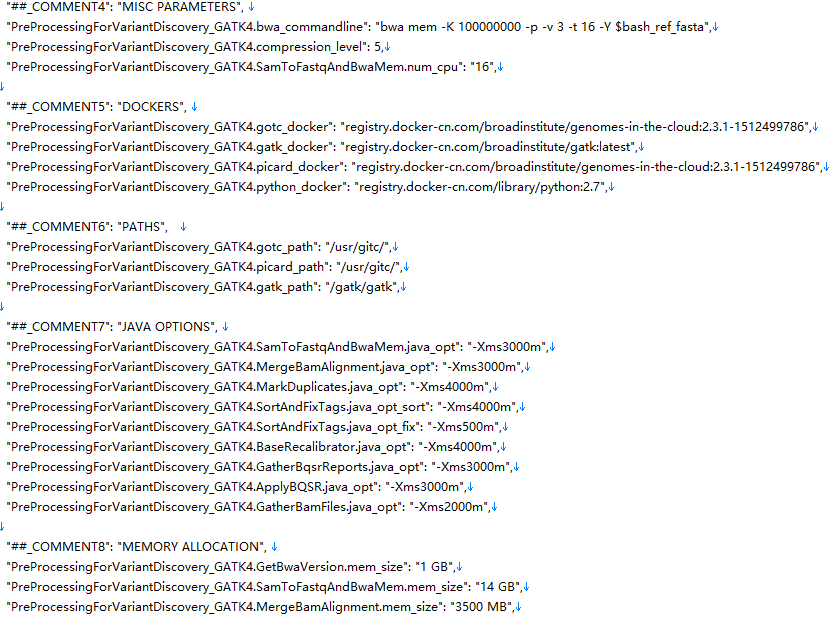 "##_COMMENT4": "MISC PARAMETERS",↓
"PreProcessingForVariantDiscovery_GATK4.bwa_commandline": "bwa mem -K 100000000 -p -v 3 -t 16 -Y $bash_ref_fasta",↓
"PreProcessingForVariantDiscovery_GATK4.compression_level": 5,↓
"PreProcessingForVariantDiscovery_GATK4.SamToFastqAndBwaMem.num_cpu": "16",↓
↓
"##_COMMENT5": "DOCKERS", ↓
"PreProcessingForVariantDiscovery_GATK4.gotc_docker": "registry.docker-cn.com/broadinstitute/genomes-in-the-cloud:2.3.1-1512499786",↓
"PreProcessingForVariantDiscovery_GATK4.gatk_docker": "registry.docker-cn.com/broadinstitute/gatk:latest",↓
"PreProcessingForVariantDiscovery_GATK4.picard_docker": "registry.docker-cn.com/broadinstitute/genomes-in-the-cloud:2.3.1-1512499786",↓
"PreProcessingForVariantDiscovery_GATK4.python_docker": "registry.docker-cn.com/library/python:2.7",↓
↓
"##_COMMENT6": "PATHS",  ↓
"PreProcessingForVariantDiscovery_GATK4.gotc_path": "/usr/gitc/",↓
"PreProcessingForVariantDiscovery_GATK4.picard_path": "/usr/gitc/",↓
"PreProcessingForVariantDiscovery_GATK4.gatk_path": "/gatk/gatk",↓
↓
"##_COMMENT7": "JAVA OPTIONS", ↓
"PreProcessingForVariantDiscovery_GATK4.SamToFastqAndBwaMem.java_opt": "-Xms3000m",↓
"PreProcessingForVariantDiscovery_GATK4.MergeBamAlignment.java_opt": "-Xms3000m",↓
"PreProcessingForVariantDiscovery_GATK4.MarkDuplicates.java_opt": "-Xms4000m",↓
"PreProcessingForVariantDiscovery_GATK4.SortAndFixTags.java_opt_sort": "-Xms4000m",↓
"PreProcessingForVariantDiscovery_GATK4.SortAndFixTags.java_opt_fix": "-Xms500m",↓
"PreProcessingForVariantDiscovery_GATK4.BaseRecalibrator.java_opt": "-Xms4000m",↓
"PreProcessingForVariantDiscovery_GATK4.GatherBqsrReports.java_opt": "-Xms3000m",↓
"PreProcessingForVariantDiscovery_GATK4.ApplyBQSR.java_opt": "-Xms3000m",↓
"PreProcessingForVariantDiscovery_GATK4.GatherBamFiles.java_opt": "-Xms2000m",↓
↓
"##_COMMENT8": "MEMORY ALLOCATION", ↓
"PreProcessingForVariantDiscovery_GATK4.GetBwaVersion.mem_size": "1 GB",↓
"PreProcessingForVariantDiscovery_GATK4.SamToFastqAndBwaMem.mem_size": "14 GB",↓
"PreProcessingForVariantDiscovery_GATK4.MergeBamAlignment.mem_size": "3500 MB",↓